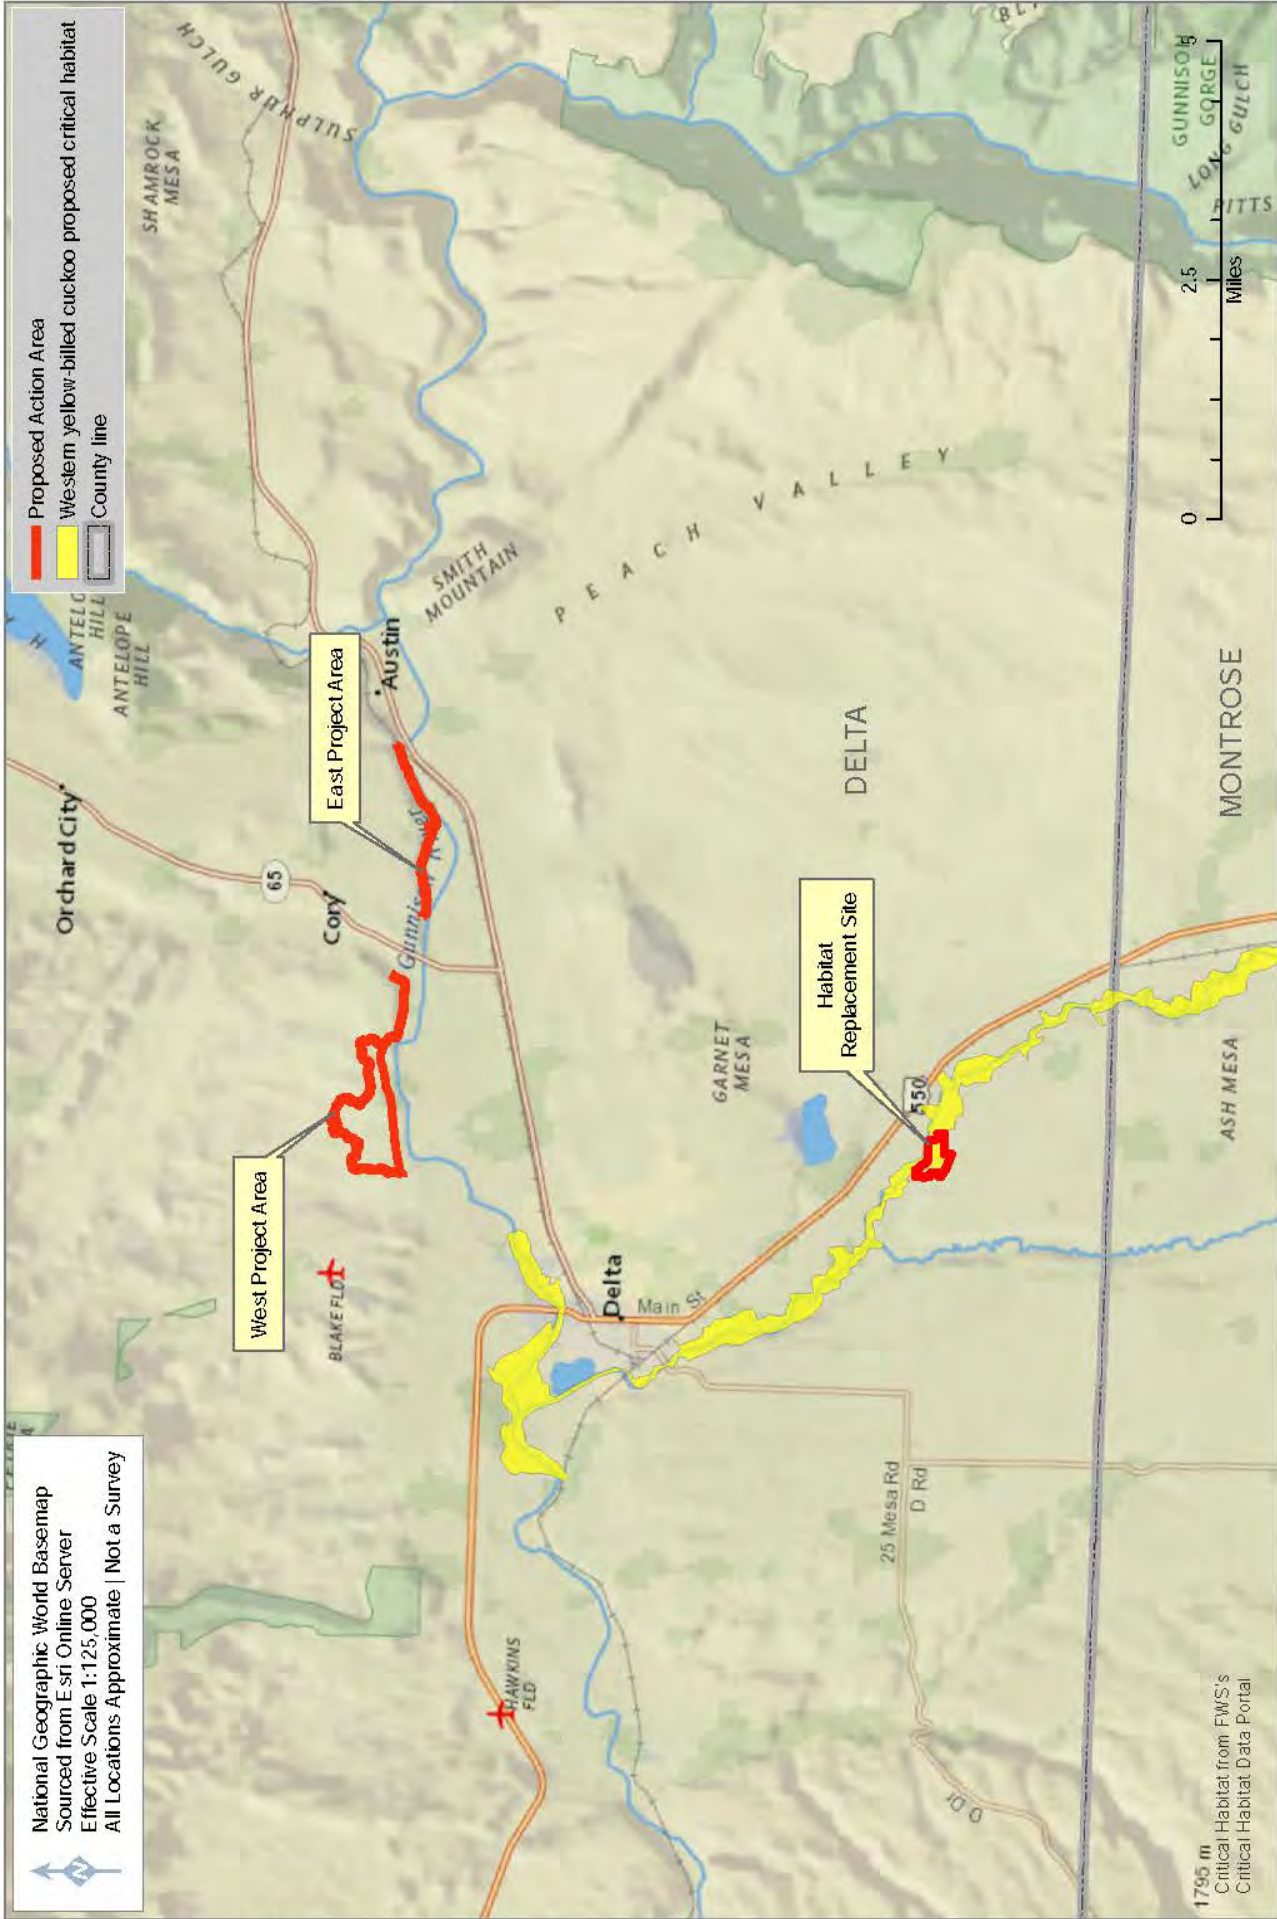 National Geographic World Basemap
Sourced from Esri Online Server
Effective Scale 1:125,000
All Locations Approximate | Not a Survey
N
Proposed Action Area
Western yellow-billed cuckoo proposed critical habitat
County line
Orchard City
ANTELOPE
HILL
SHAMROCK
MESA
SULPHUR GULCH
65
Cory
West Project Area
East Project Area
BLAKE FLD
Austin
SMITH
MOUNTAIN
HAWKINS
FLD
Delta
Main St
PEACH VALLEY
GARNET
MESA
DELTA
Habitat
Replacement Site
550
25 Mesa Rd
D Rd
ASH MESA
MONTROSE
GUNNISON
GORGE
LONG GULCH
PITTS
0
2.5
5
Miles
1795 m
Critical Habitat from FWS's
Critical Habitat Data Portal